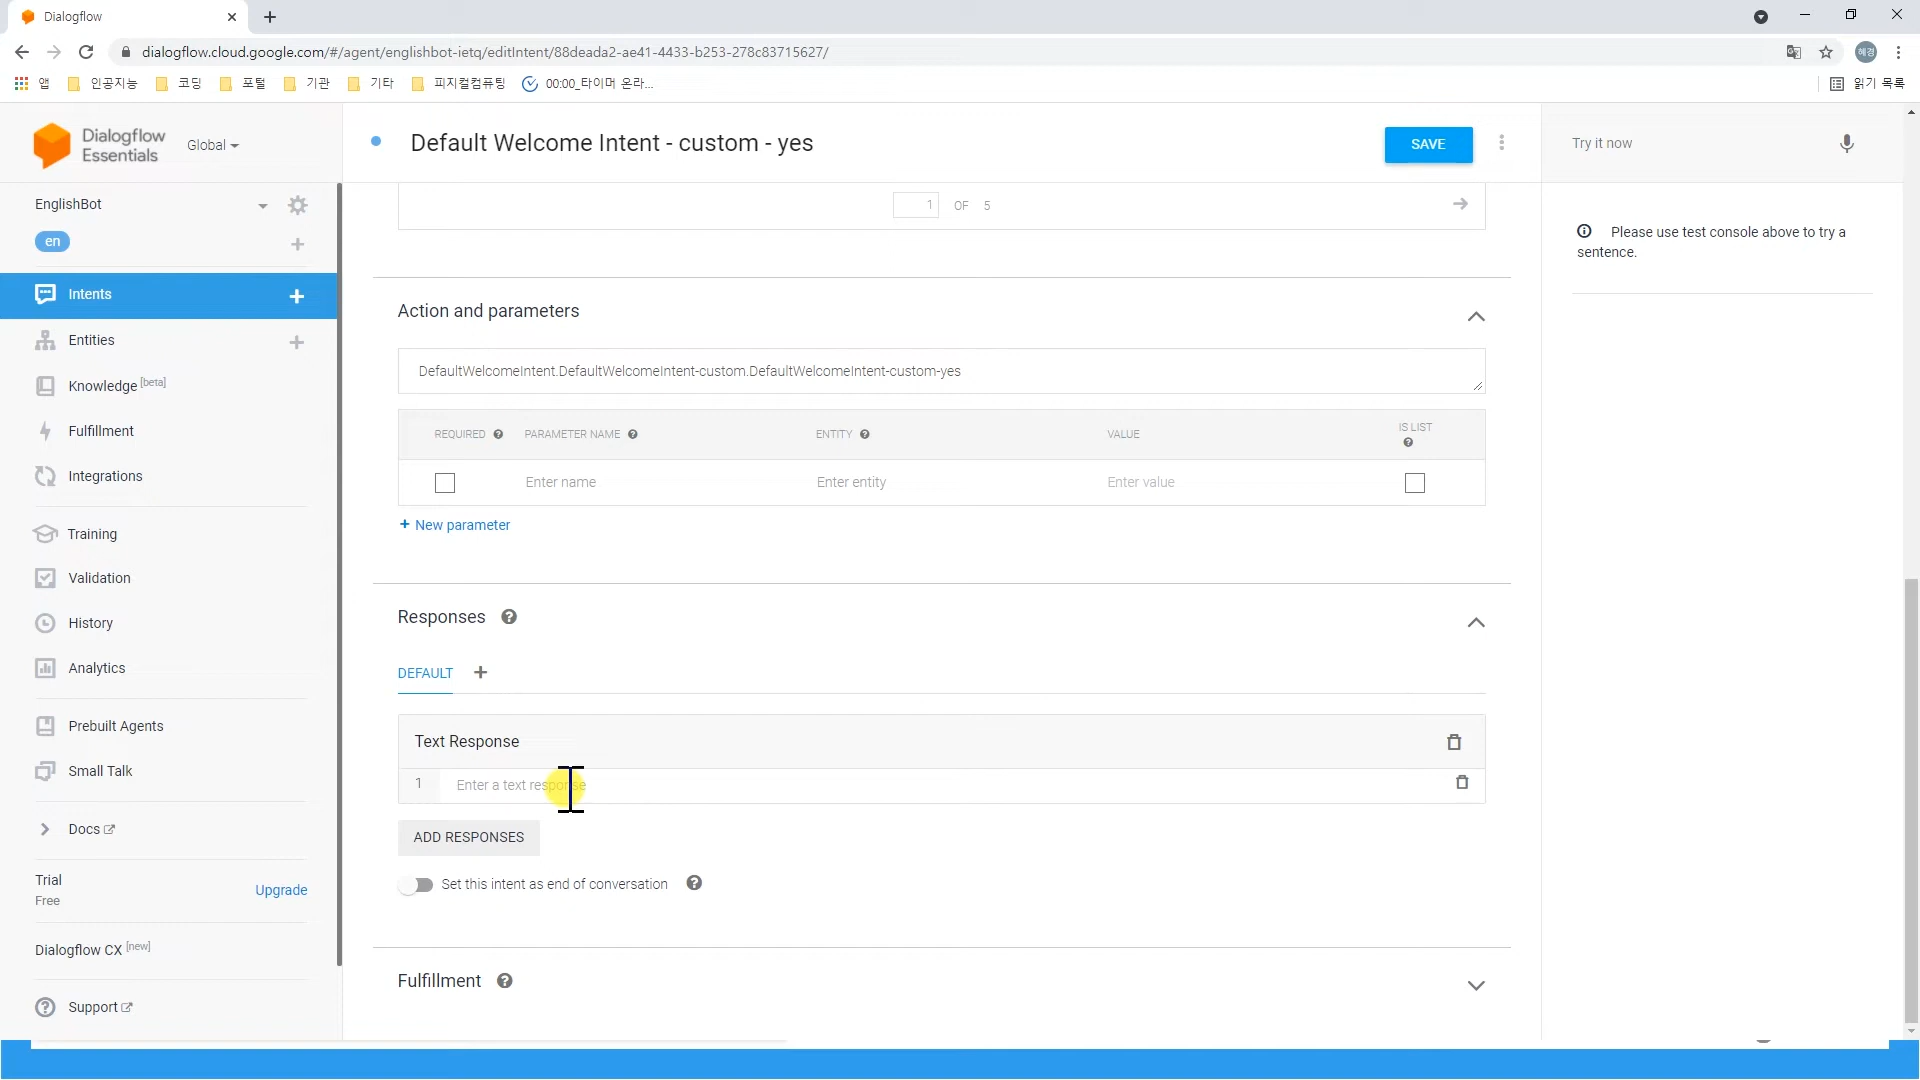 Dialogflow
dialogflow.cloud.google.com/#/agent/englishbot-ietq/editIntent/88deada2-ae41-4433-b253-278c83715627/
혜경
앱 인공지능 코딩 포털 기관 기타 피지컬컴퓨팅 00:00_타이머 온라... 읽기 목록
Dialogflow
Essentials
Global
Default Welcome Intent - custom - yes
SAVE
Try it now
EnglishBot
en
Intents
Entities
Knowledge [beta]
Fulfillment
Integrations
Training
Validation
History
Analytics
Prebuilt Agents
Small Talk
Docs
Trial
Free
Upgrade
Dialogflow CX [new]
Support
1 OF 5
Action and parameters
DefaultWelcomeIntent.DefaultWelcomeIntent-custom.DefaultWelcomeIntent-custom-yes
REQUIRED PARAMETER NAME ENTITY VALUE IS LIST
Enter name Enter entity Enter value
+ New parameter
Responses
DEFAULT +
Text Response
1 Enter a text response
ADD RESPONSES
Set this intent as end of conversation
Fulfillment
Please use test console above to try a
sentence.